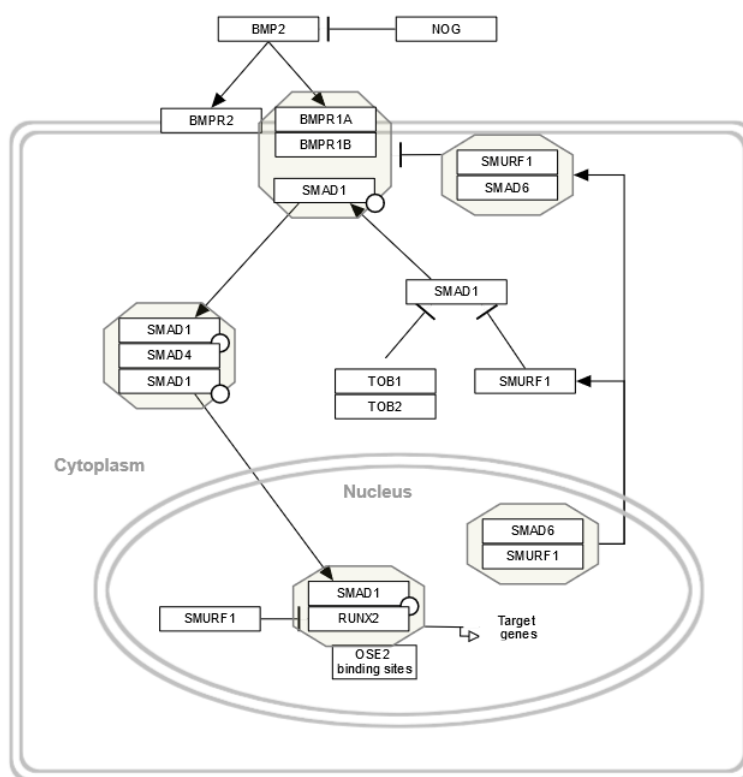 BMP2
NOG
BMPR2
BMPR1A
BMPR1B
SMURF1
SMAD6
SMAD1
SMAD1
SMAD1
SMAD4
SMAD1
TOB1
TOB2
SMURF1
Cytoplasm
Nucleus
SMAD6
SMURF1
SMAD1
RUNX2
SMURF1
Target
genes
OSE2
binding sites